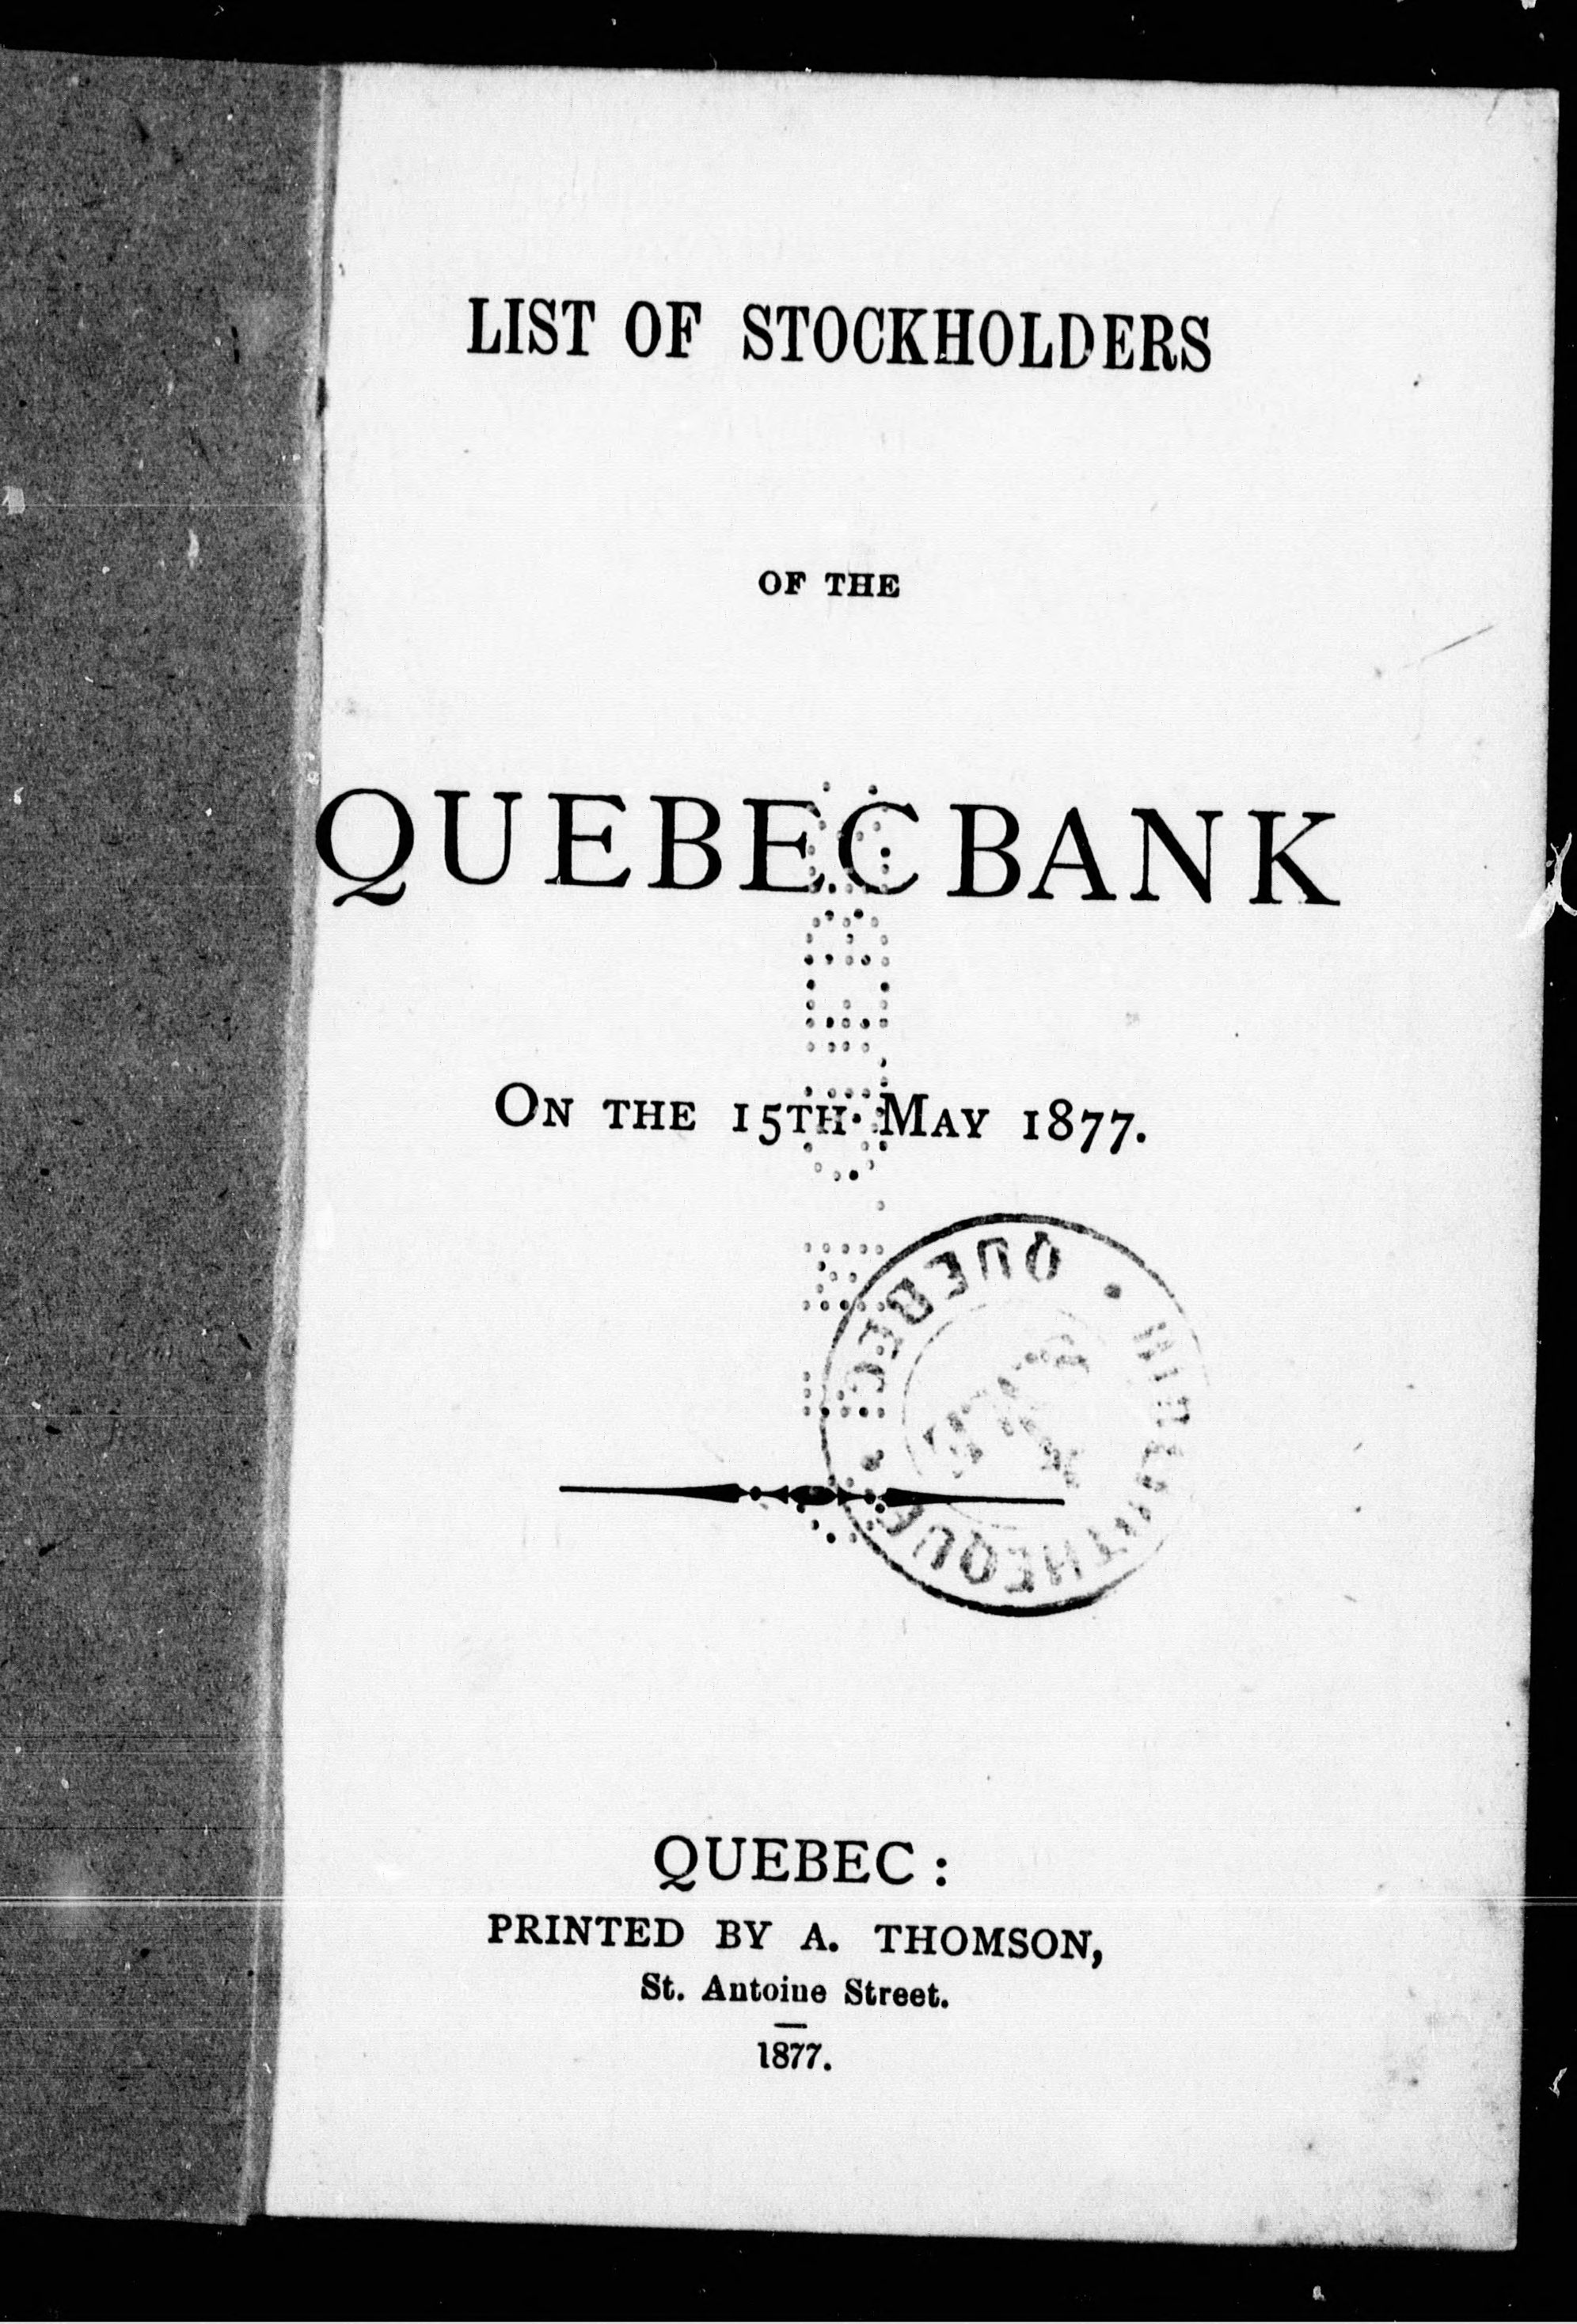 LIST OF STOCKHOLDERS
OF THE
QUEBEC BANK
ON THE 15TH MAY 1877.
QUEBEC
QUEBEC :
PRINTED BY A. THOMSON,
St. Antoine Street.
1877.